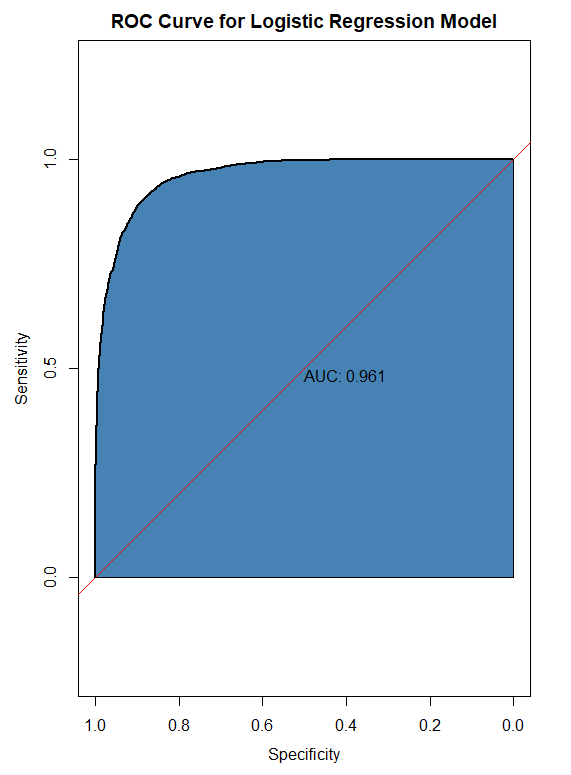 ROC Curve for Logistic Regression Model
Sensitivity
1.0
0.5
0.0
AUC: 0.961
1.0 0.8 0.6 0.4 0.2 0.0
Specificity